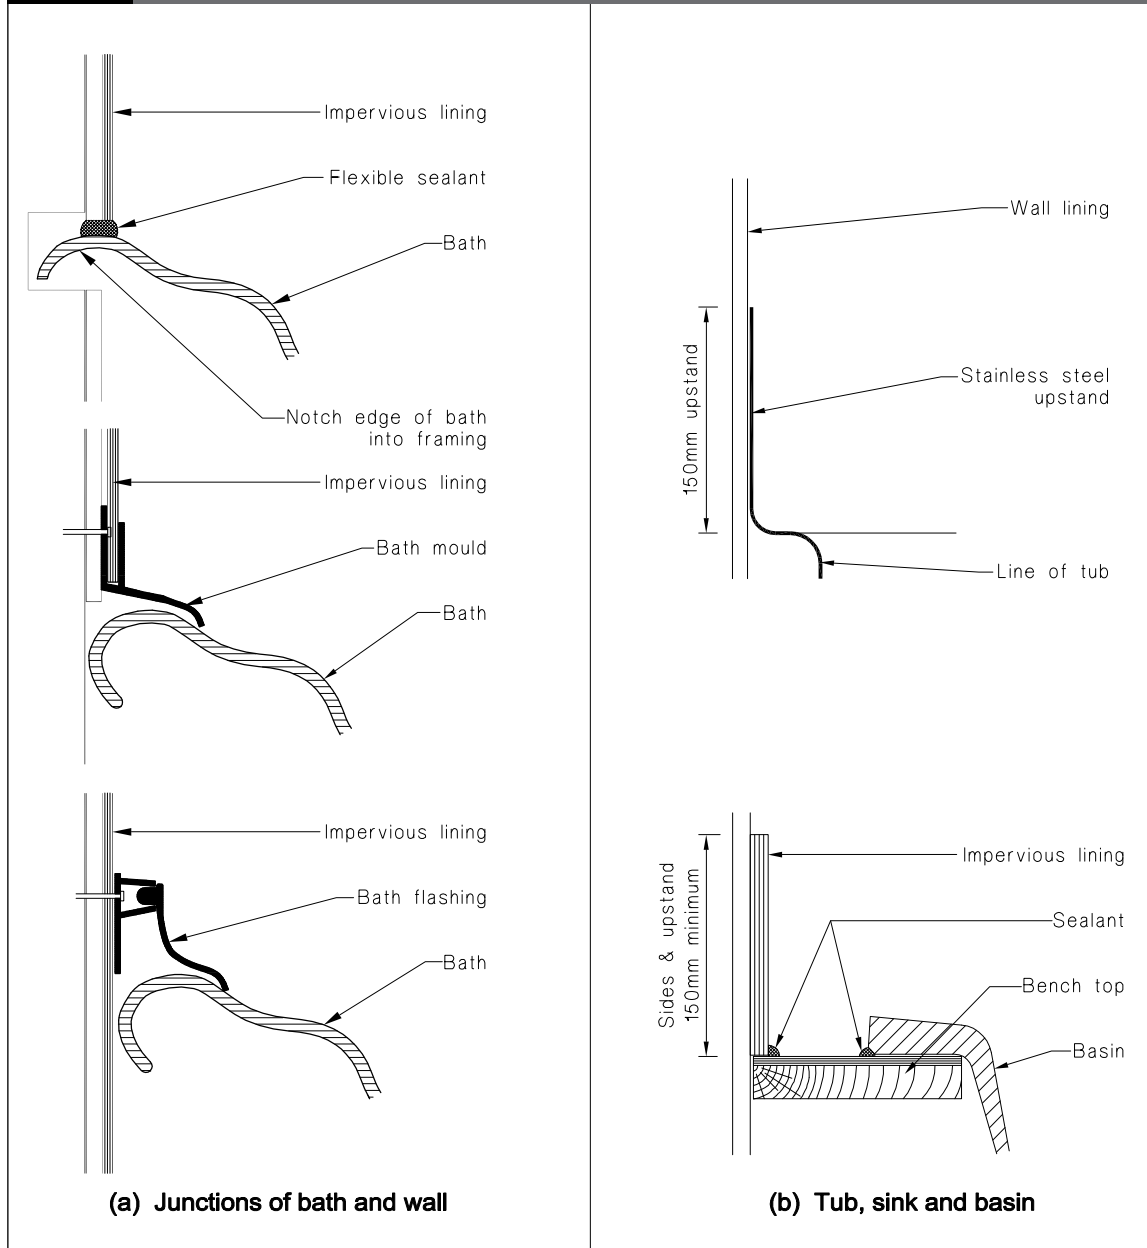 Impervious lining
Flexible sealant
Bath
Notch edge of bath
into framing
Impervious lining
Bath mould
Bath
Impervious lining
Bath flashing
Bath
(a) Junctions of bath and wall
Wall lining
150mm upstand
Stainless steel
upstand
Line of tub
Sides & upstand
150mm minimum
Impervious lining
Sealant
Bench top
Basin
(b) Tub, sink and basin